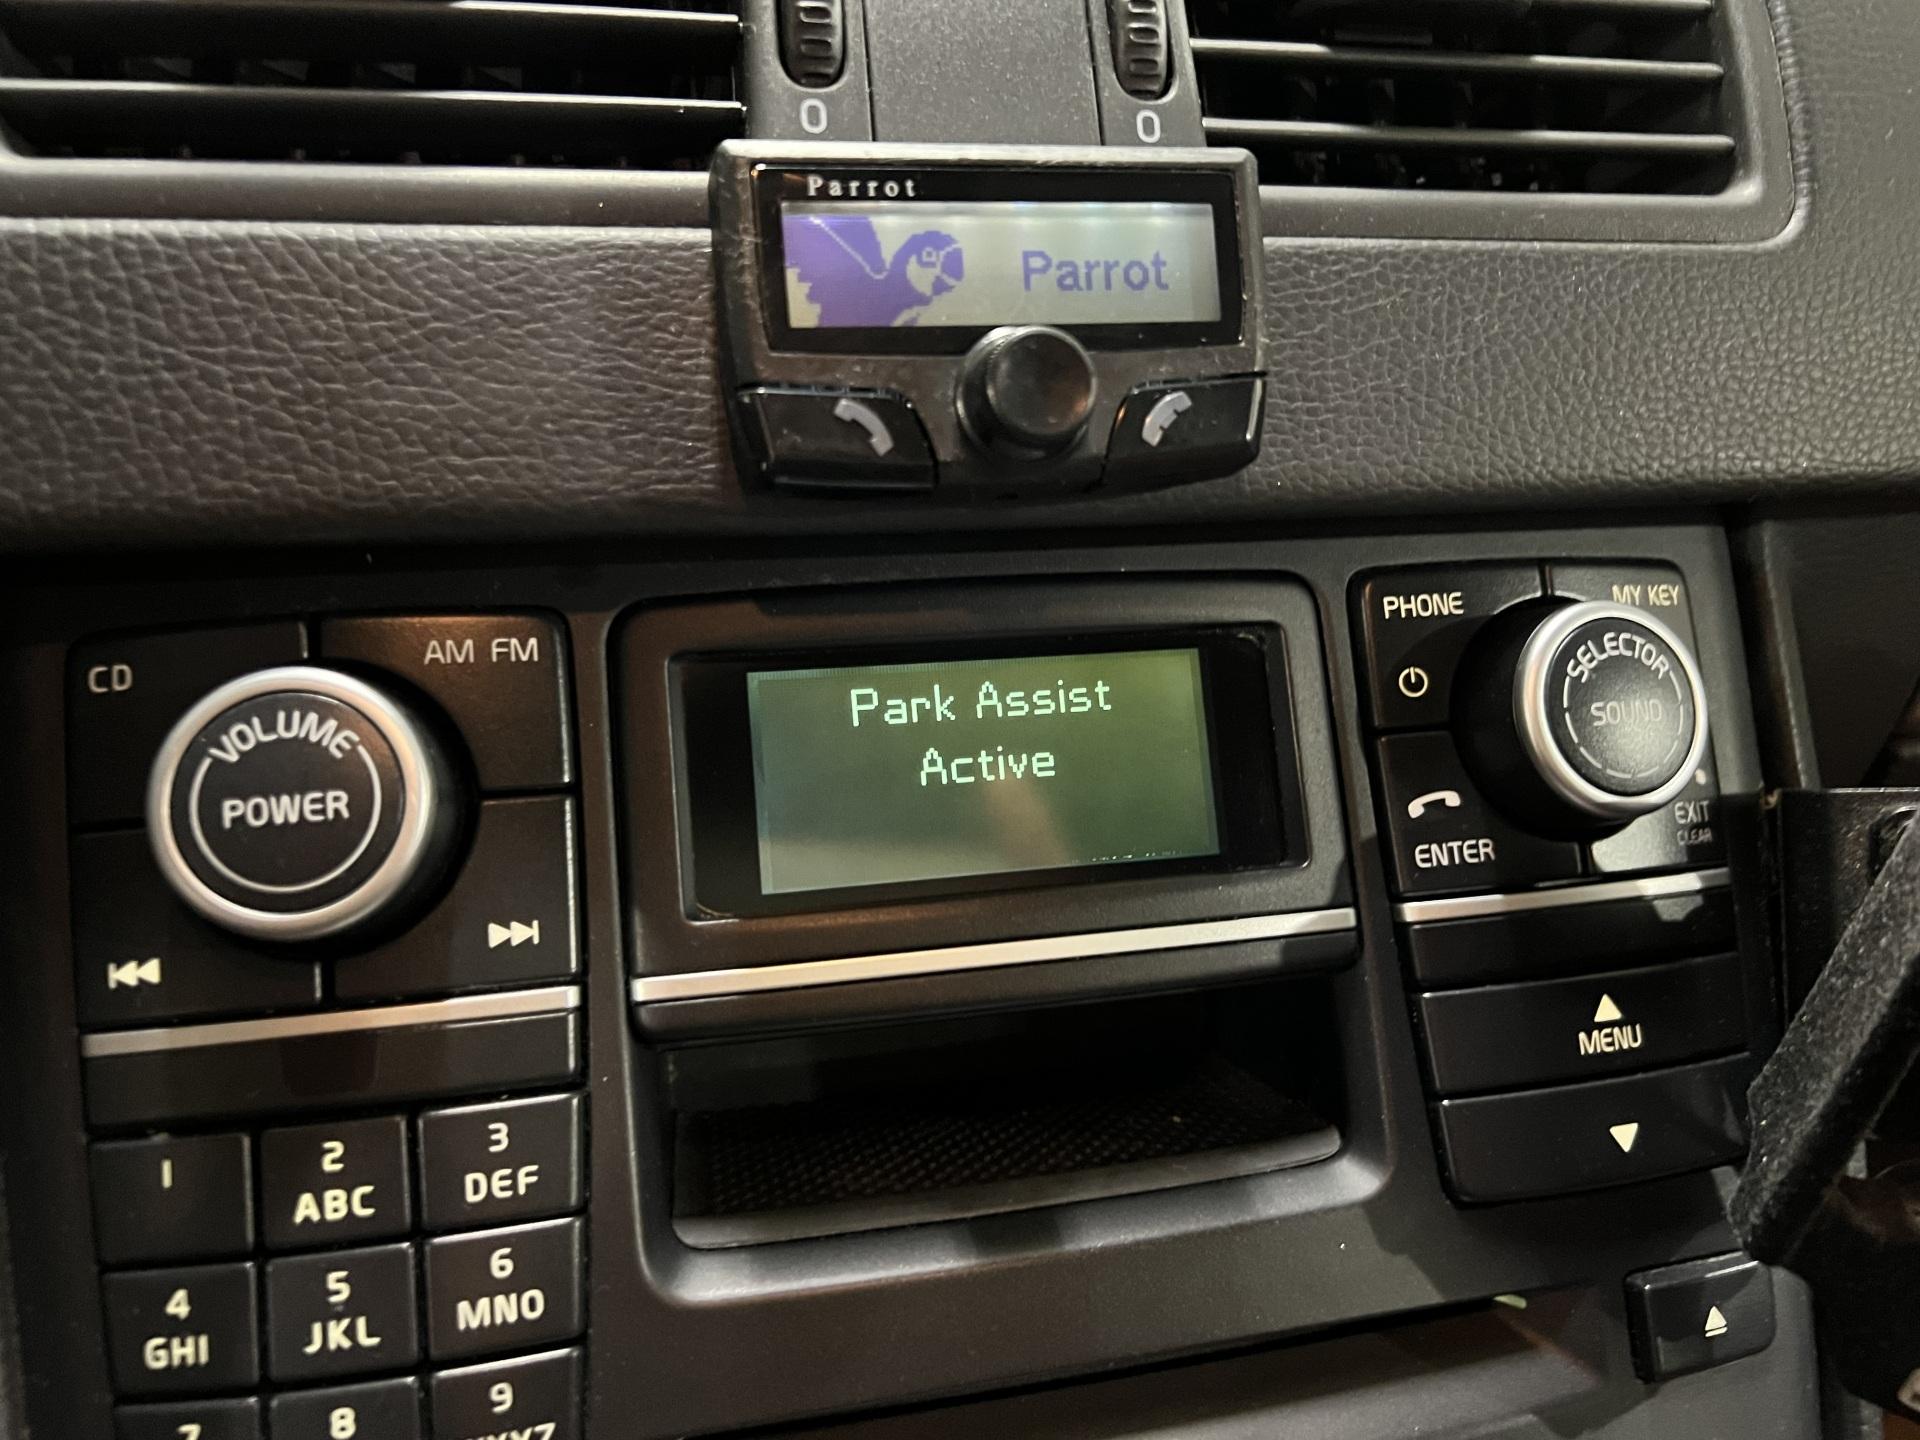 0
0
Parrot
Parrot
CD
AM FM
VOLUME
POWER
Park Assist
Active
PHONE
MY KEY
SELECTOR
SOUND
ENTER
EXIT
CLEAR
MENU
1
2
ABC
3
DEF
4
GHI
5
JKL
6
MNO
7
8
9